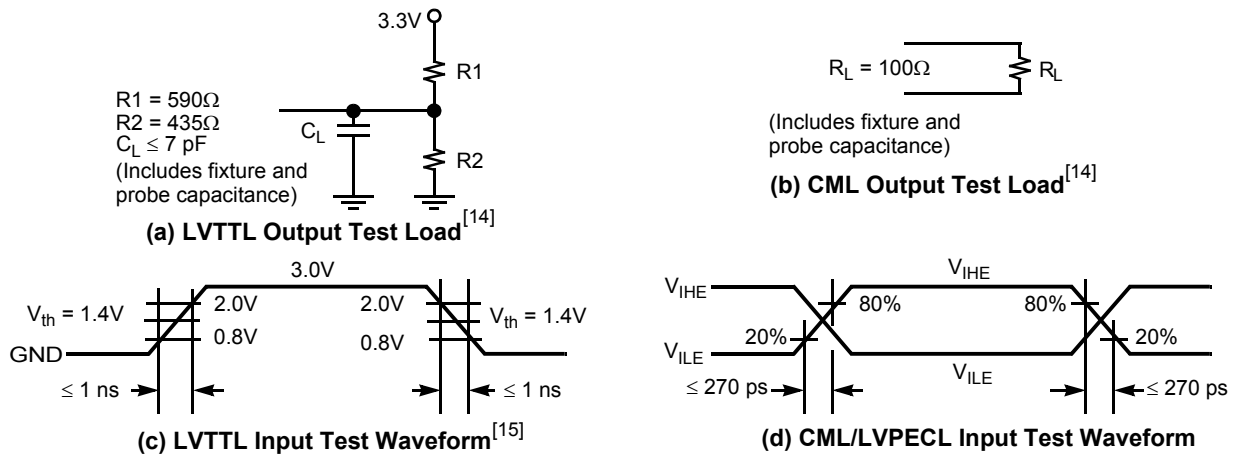 3.3V
R1
R1 = 590Ω
R2 = 435Ω
C_L ≤ 7 pF
(Includes fixture and
probe capacitance)
C_L
R2
(a) LVTTL Output Test Load[14]
R_L = 100Ω
R_L
(Includes fixture and
probe capacitance)
(b) CML Output Test Load[14]
3.0V
V_th = 1.4V
2.0V
0.8V
2.0V
0.8V
V_th = 1.4V
GND
≤ 1 ns
≤ 1 ns
(c) LVTTL Input Test Waveform[15]
V_IHE
V_IHE
80%
80%
20%
20%
V_ILE
V_ILE
≤ 270 ps
≤ 270 ps
(d) CML/LVPECL Input Test Waveform